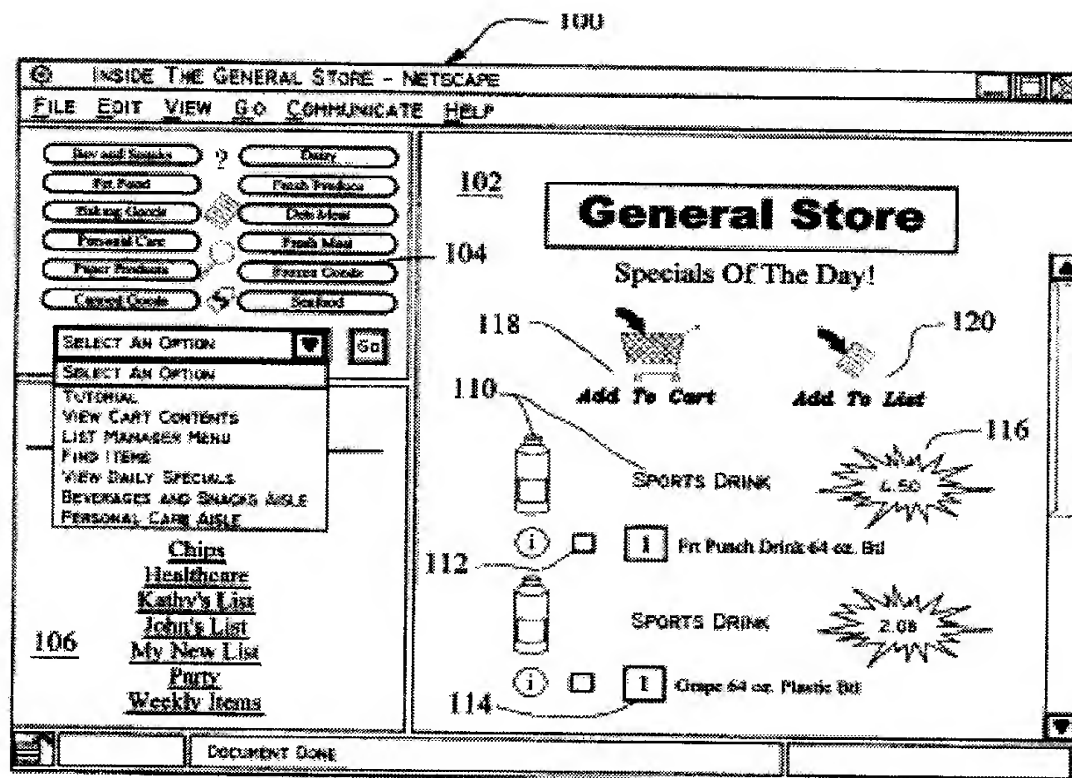 100
INSIDE THE GENERAL STORE - NETSCAPE
FILE EDIT VIEW GO COMMUNICATE HELP
Bev and Snacks ? Dairy
Frt Food Fresh Produce
Baking Goods Deli Meat
Personal Care Fresh Meat
Paper Products Frozen Goods
Canned Goods $ Seafood
104
SELECT AN OPTION Go
SELECT AN OPTION
TUTORIAL
VIEW CART CONTENTS
LIST MANAGER MENU
FIND ITEMS
VIEW DAILY SPECIALS
BEVERAGES AND SNACKS AISLE
PERSONAL CARE AISLE
Chips
Healthcare
Kathy's List
John's List
My New List
Party
Weekly Items
106
102
General Store
Specials Of The Day!
118
120
Add To Cart Add To List
110
116
SPORTS DRINK
i 1 Frt Punch Drink 64 oz. Btl
112
SPORTS DRINK 2.08
i 1 Grape 64 oz. Plastic Btl
114
DOCUMENT DONE